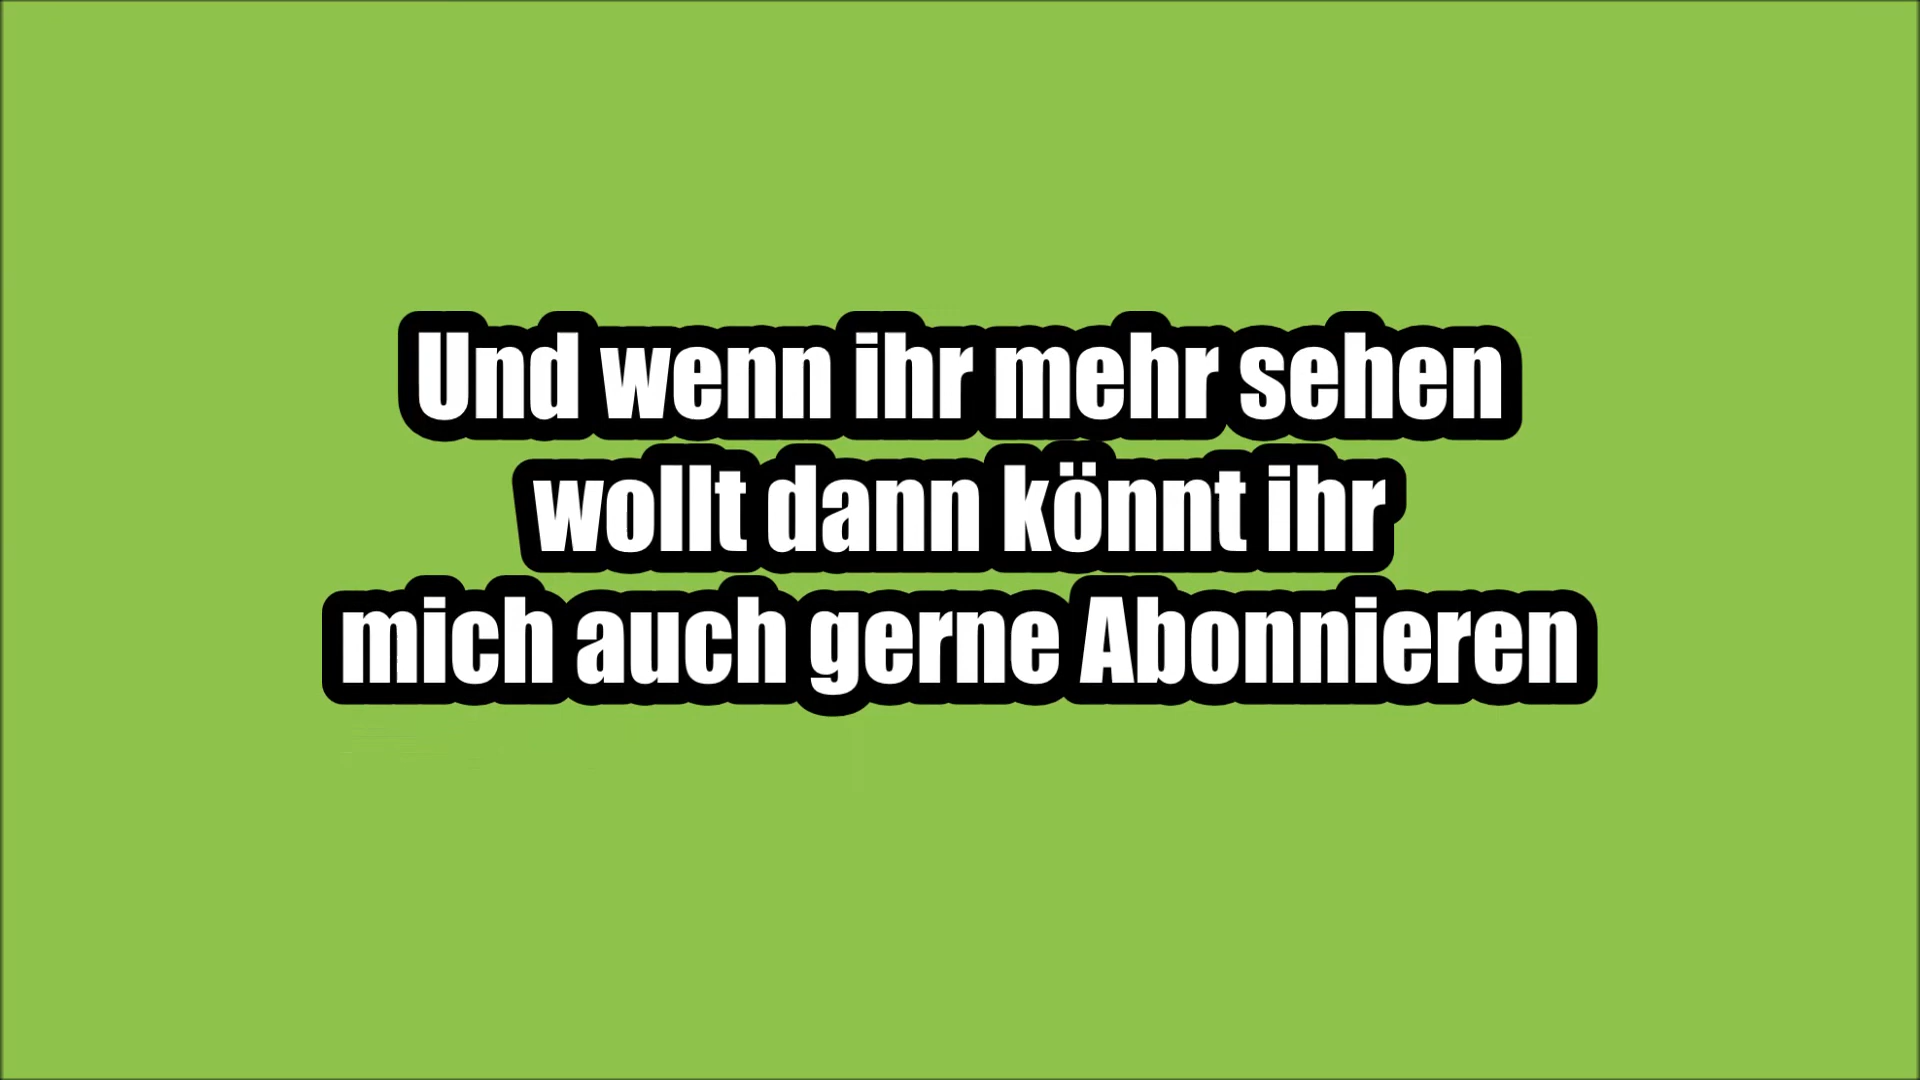 Und wenn ihr mehr sehen
wollt dann könnt ihr
mich auch gerne Abonnieren